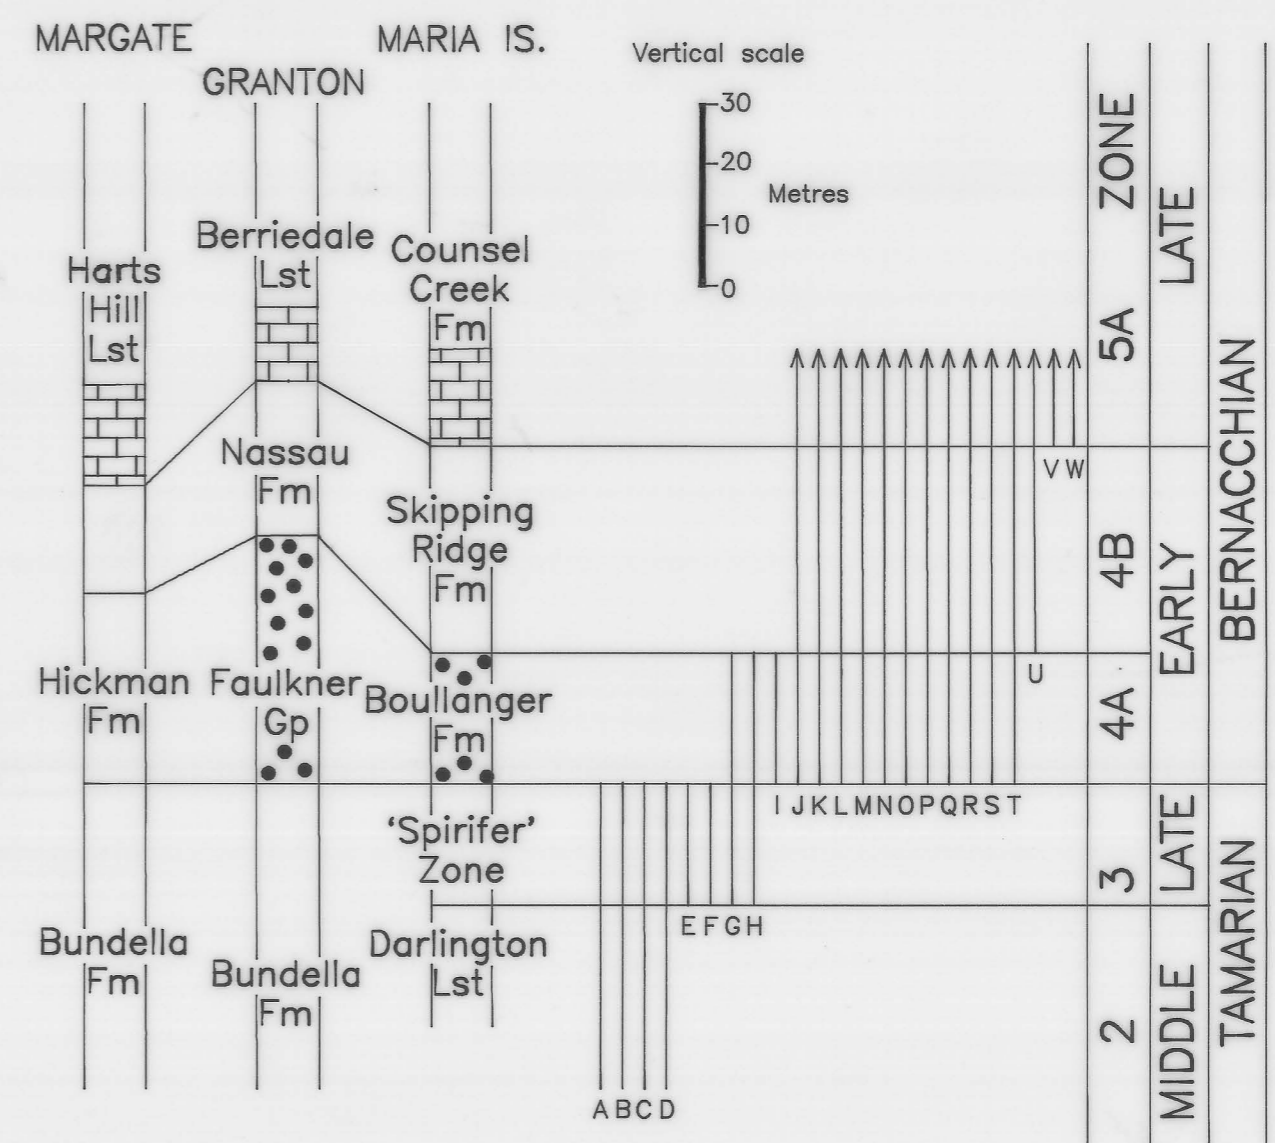 MARGATE
GRANTON
MARIA IS.
Vertical scale
30
20
10
0
Metres
Harts
Hill
Lst
Berriedale
Lst
Counsel
Creek
Fm
Nassau
Fm
Skipping
Ridge
Fm
Hickman
Fm
Faulkner
Gp
Boullanger
Fm
'Spirifer'
Zone
Bundella
Fm
Bundella
Fm
Darlington
Lst
V W
U
I J K L M N O P Q R S T
E F G H
A B C D
ZONE
5A
4B
4A
3
2
LATE
EARLY
LATE
MIDDLE
BERNACCHIAN
TAMARIAN